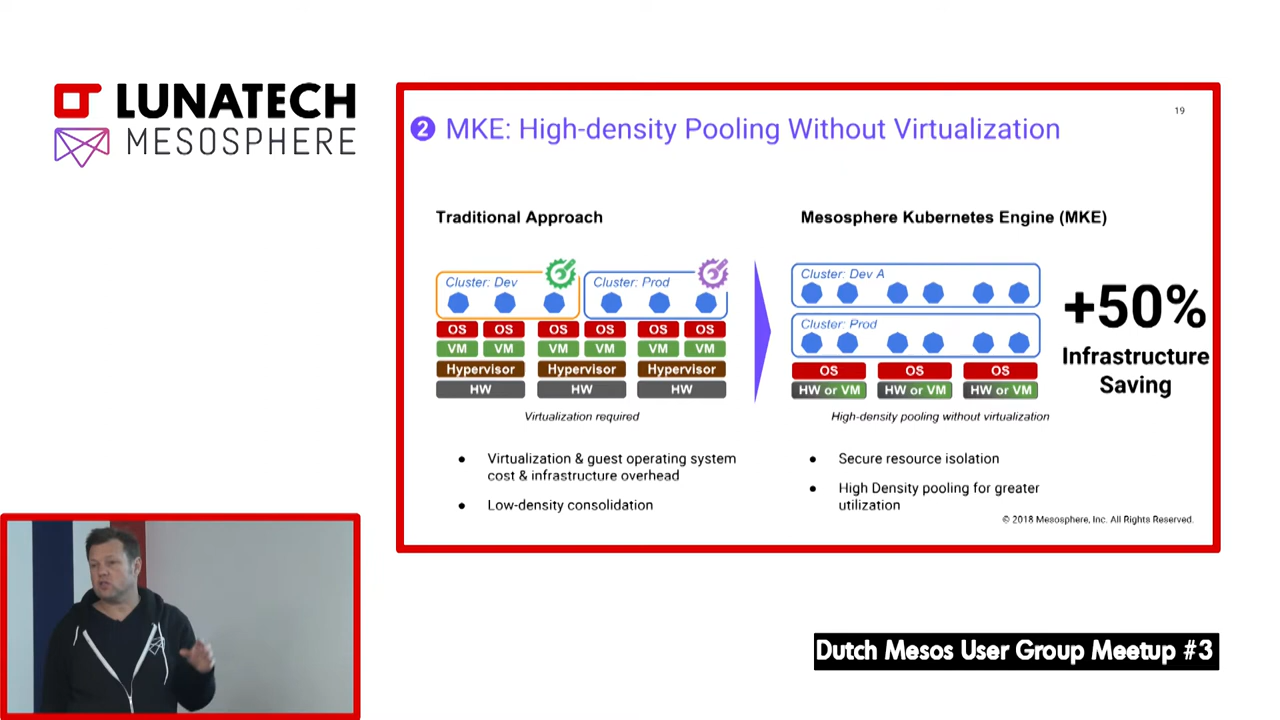 LUNATECH
MESOSPHERE
19
2 MKE: High-density Pooling Without Virtualization
Traditional Approach
Cluster: Dev
Cluster: Prod
OS OS OS OS OS OS
VM VM VM VM VM VM
Hypervisor Hypervisor Hypervisor
HW HW HW
Virtualization required
● Virtualization & guest operating system
cost & infrastructure overhead
● Low-density consolidation
Mesosphere Kubernetes Engine (MKE)
Cluster: Dev A
Cluster: Prod
OS OS OS
HW or VM HW or VM HW or VM
High-density pooling without virtualization
+50%
Infrastructure
Saving
● Secure resource isolation
● High Density pooling for greater
utilization
© 2018 Mesosphere, Inc. All Rights Reserved.
Dutch Mesos User Group Meetup #3